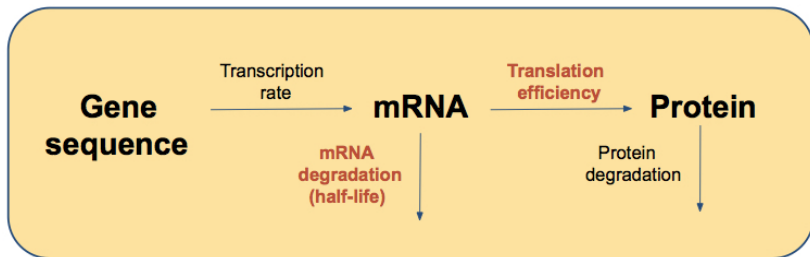 Gene
sequence
Transcription
rate
mRNA
mRNA
degradation
(half-life)
Translation
efficiency
Protein
Protein
degradation